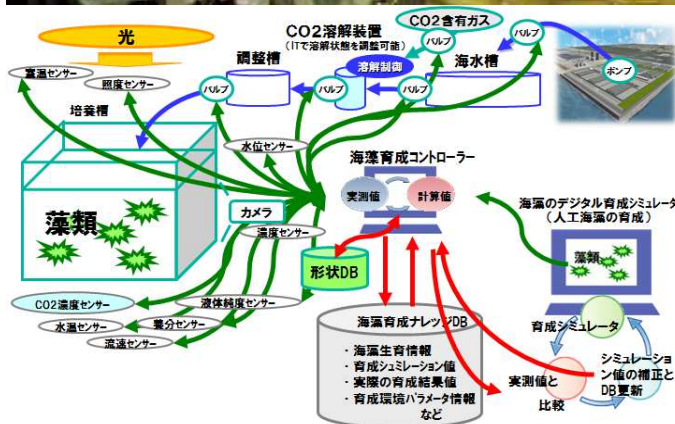 光
CO2溶解装置
(ITで溶解状態を調整可能)
CO2含有ガス
バルブ
バルブ
ポンプ
室温センサー
照度センサー
調整槽
溶解制御
海水槽
バルブ
バルブ
バルブ
培養槽
水位センサー
海藻育成コントローラー
実測値
計算値
海藻のデジタル育成シミュレータ
(人工海藻の育成)
藻類
カメラ
濃度センサー
藻類
形状DB
育成シミュレータ
CO2濃度センサー
液体純度センサー
水温センサー
養分センサー
流速センサー
海藻育成ナレッジDB
・海藻生育情報
・育成シュミレーション値
・実際の育成結果値
・育成環境パラメータ情報
など
実測値と
比較
シミュレーショ
ン値の補正と
DB更新